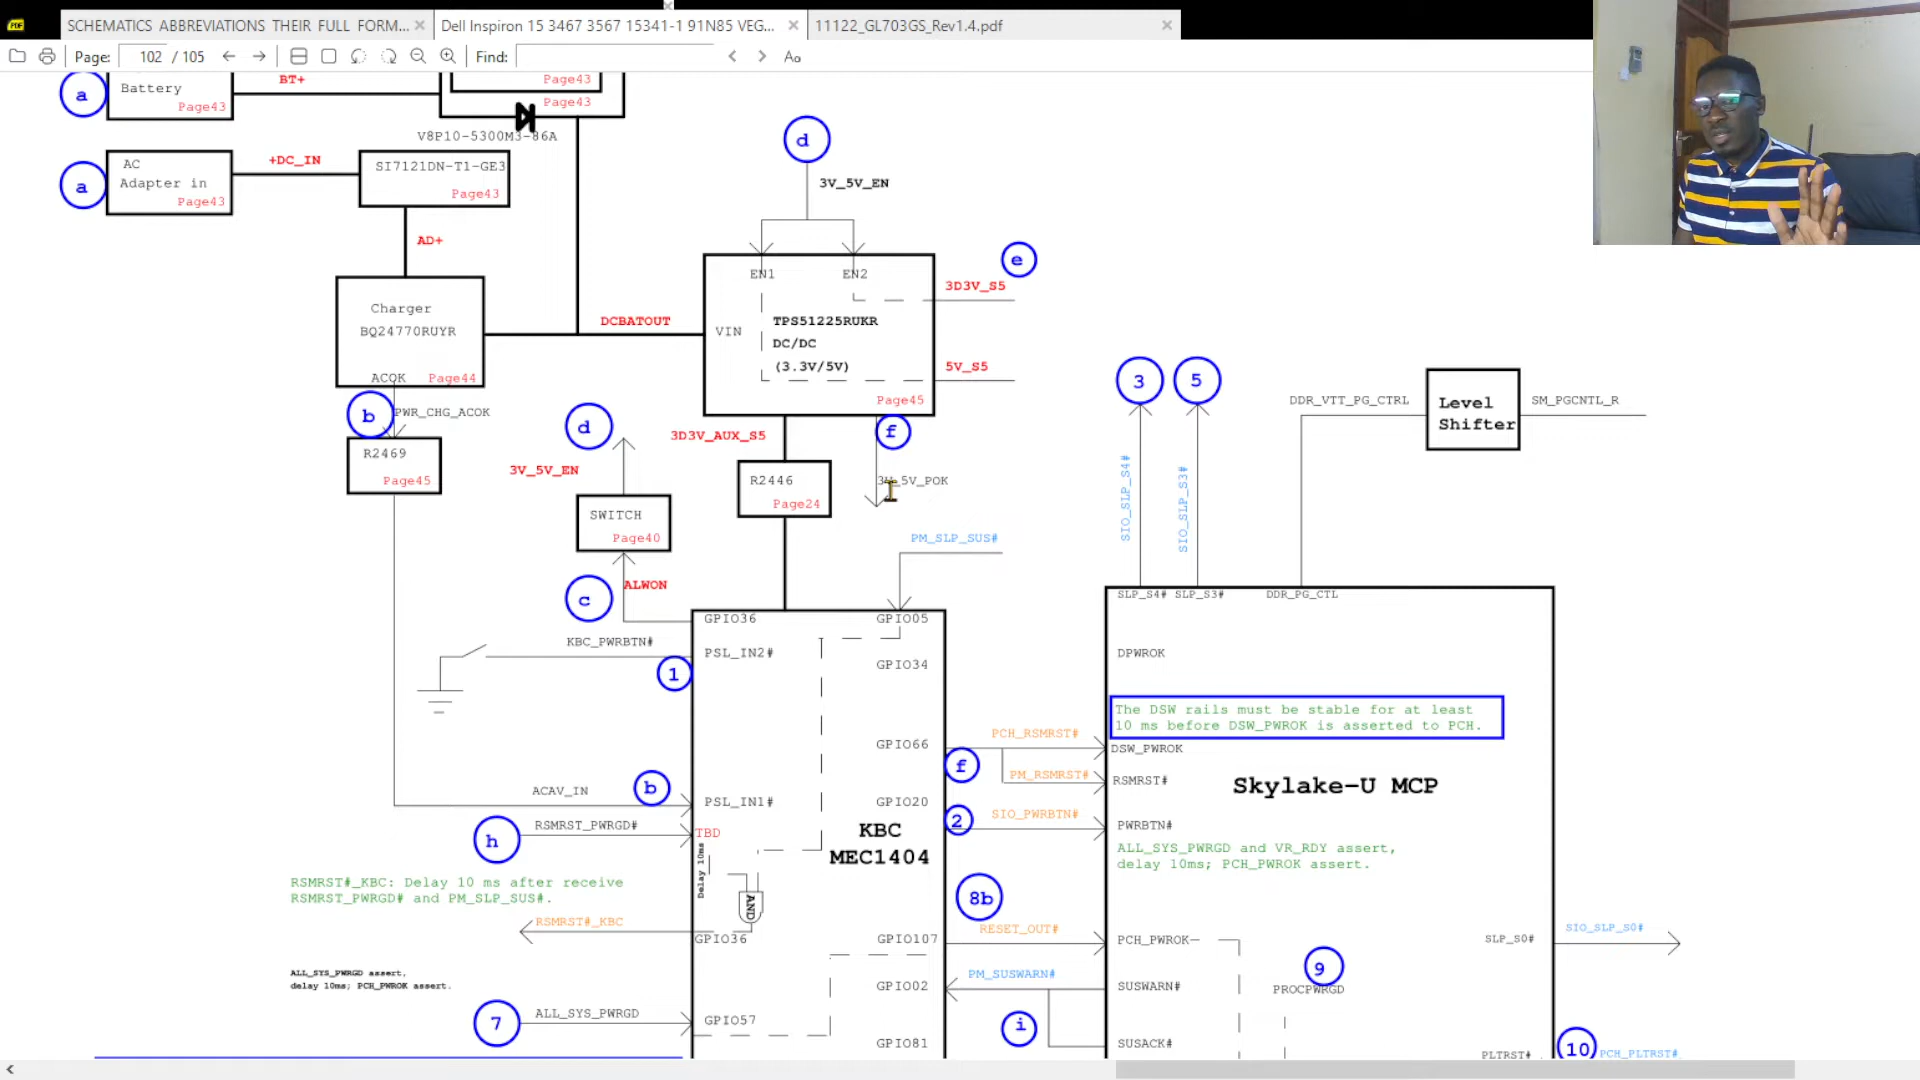 SCHEMATICS ABBREVIATIONS THEIR FULL FORM...
Dell Inspiron 15 3467 3567 15341-1 91N85 VEG...
11122_GL703GS_Rev1.4.pdf
Page: 102 / 105
Find:
Aa
a
Battery
Page43
BT+
Page43
Page43
V8P10-5300M3-86A
a
AC
Adapter in
Page43
+DC_IN
SI7121DN-T1-GE3
Page43
AD+
d
3V_5V_EN
EN1
EN2
e
3D3V_S5
Charger
BQ24770RUYR
ACOK
Page44
DCBATOUT
VIN
TPS51225RUKR
DC/DC
(3.3V/5V)
5V_S5
Page45
b
PWR_CHG_ACOK
R2469
Page45
d
3V_5V_EN
3D3V_AUX_S5
f
R2446
Page24
3V_5V_POK
SWITCH
Page40
PM_SLP_SUS#
c
ALWON
3
5
SIO_SLP_S4#
SIO_SLP_S3#
DDR_VTT_PG_CTRL
Level
Shifter
SM_PGCNTL_R
GPIO36
GPIO05
KBC_PWRBTN#
1
PSL_IN2#
GPIO34
SLP_S4#
SLP_S3#
DDR_PG_CTL
DPWROK
The DSW rails must be stable for at least
10 ms before DSW_PWROK is asserted to PCH.
GPIO66
PCH_RSMRST#
DSW_PWROK
f
PM_RSMRST#
RSMRST#
Skylake-U MCP
ACAV_IN
b
PSL_IN1#
GPIO20
2
SIO_PWRBTN#
PWRBTN#
h
RSMRST_PWRGD#
TBD
KBC
MEC1404
ALL_SYS_PWRGD and VR_RDY assert,
delay 10ms; PCH_PWROK assert.
Delay 10ms
AND
RSMRST#_KBC: Delay 10 ms after receive
RSMRST_PWRGD# and PM_SLP_SUS#.
RSMRST#_KBC
GPIO36
8b
GPIO107
RESET_OUT#
PCH_PWROK
SLP_S0#
SIO_SLP_S0#
9
PROCPWRGD
ALL_SYS_PWRGD assert,
delay 10ms; PCH_PWROK assert.
GPIO02
PM_SUSWARN#
SUSWARN#
7
ALL_SYS_PWRGD
GPIO57
i
GPIO81
SUSACK#
PLTRST#
10
PCH_PLTRST#